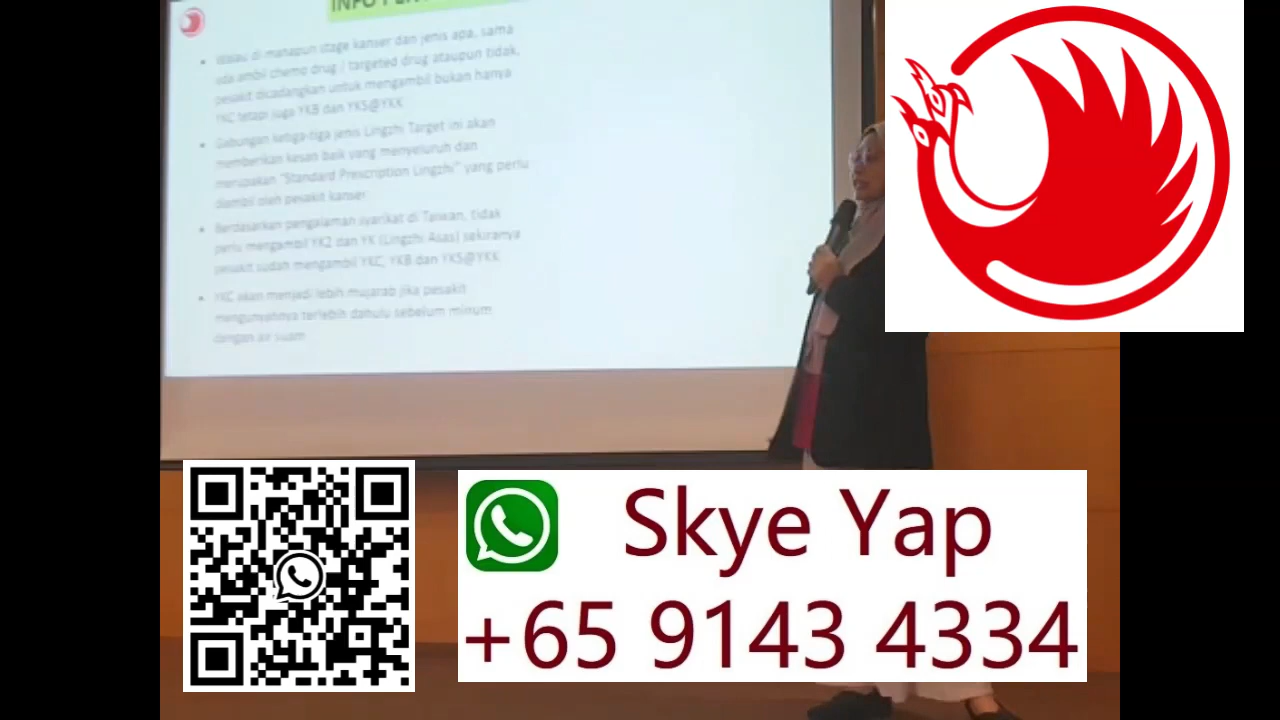 INFO
Walau di manapun stage kanser dan jenis apa, sama
ada ambil chemo drug / targeted drug ataupun tidak,
pesakit dicadangkan untuk mengambil bukan hanya
YKC tetapi juga YKB dan YKS@YKK
Gabungan ketiga-tiga jenis Lingzhi Target ini akan
memberikan kesan baik yang menyeluruh dan
merupakan "Standard Prescription Lingzhi" yang perlu
diambil oleh pesakit kanser
Berdasarkan pengalaman syarikat di Taiwan, tidak
perlu mengambil YK2 dan YK (Lingzhi Asas) sekiranya
pesakit sudah mengambil YKC, YKB dan YKS@YKK
YKC akan menjadi lebih mujarab jika pesakit
mengunyahnya terlebih dahulu sebelum minum
dengan air suam
Skye Yap
+65 9143 4334